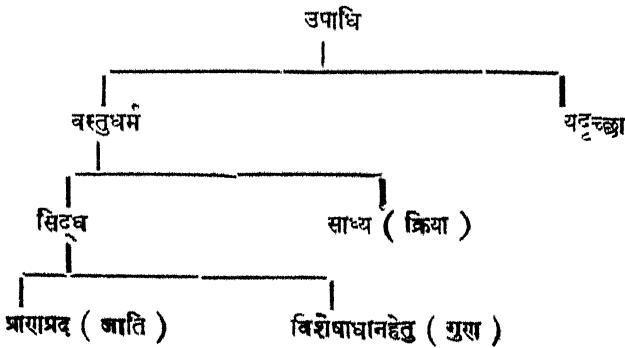 उपाधि
वस्तुधर्म यदृच्छा
सिद्ध साध्य ( क्रिया )
प्राणप्रद ( जाति ) विशेषाधानहेतु ( गुण )